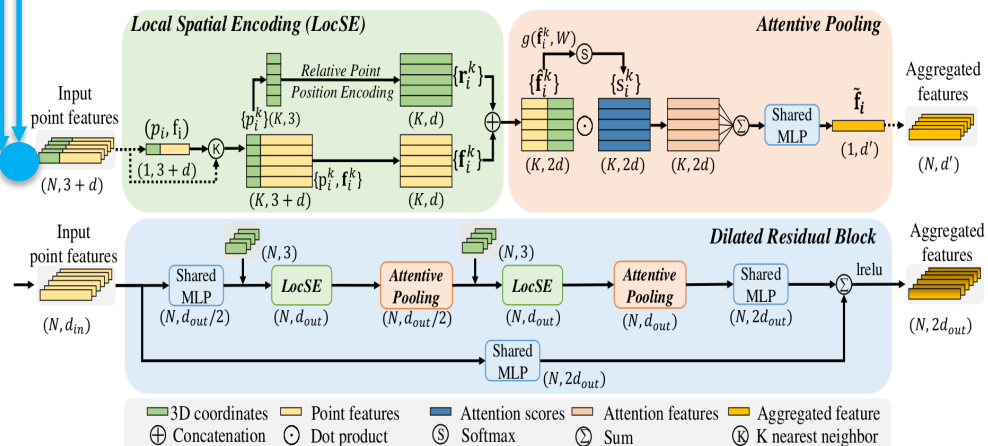 Local Spatial Encoding (LocSE)
Attentive Pooling
Input
point features
(N, 3 + d)
(p_i, f_i)
(1, 3 + d)
K
{p_i^k}(K, 3)
Relative Point
Position Encoding
{r_i^k}
(K, d)
{p_i^k, f_i^k}
(K, 3 + d)
{f_i^k}
(K, d)
g(f̂_i^k, W)
S
{f̂_i^k}
{s_i^k}
(K, 2d)
(K, 2d)
(K, 2d)
Σ
Shared
MLP
f̃_i
(1, d')
Aggregated
features
(N, d')
Dilated Residual Block
Input
point features
(N, d_in)
Shared
MLP
(N, d_out/2)
(N, 3)
LocSE
(N, d_out)
Attentive
Pooling
(N, d_out/2)
(N, 3)
LocSE
(N, d_out)
Attentive
Pooling
(N, d_out)
Shared
MLP
(N, 2d_out)
Σ
lrelu
Shared
MLP
(N, 2d_out)
Aggregated
features
(N, 2d_out)
3D coordinates Point features Attention scores Attention features Aggregated feature
⊕ Concatenation ⊙ Dot product Ⓢ Softmax Σ Sum Ⓚ K nearest neighbor